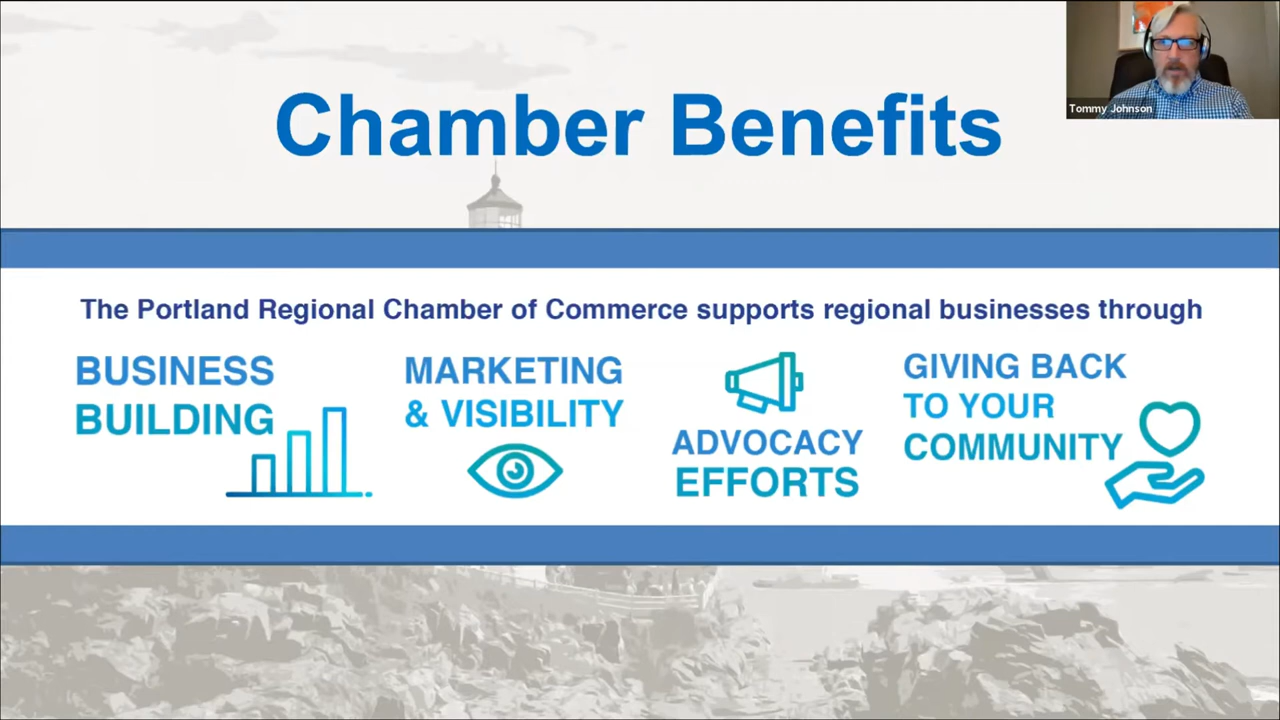 Chamber Benefits
Tommy Johnson
The Portland Regional Chamber of Commerce supports regional businesses through
BUSINESS
BUILDING
MARKETING
& VISIBILITY
ADVOCACY
EFFORTS
GIVING BACK
TO YOUR
COMMUNITY